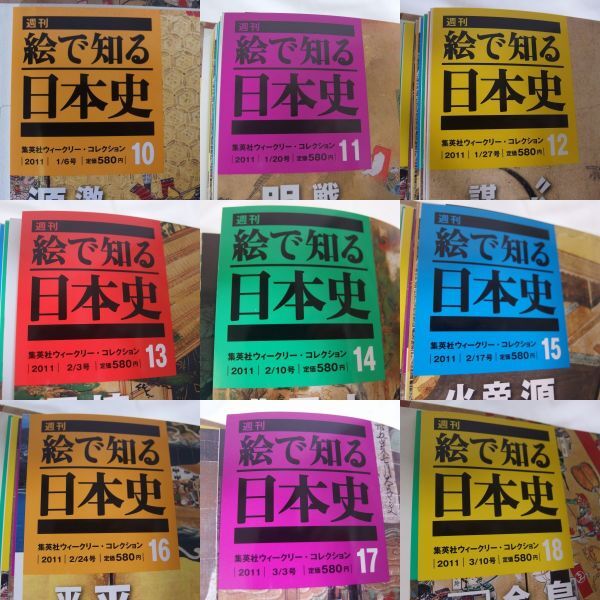 週刊
絵で知る
日本史
集英社ウィークリー・コレクション
2011 1/6号 定価580円 10
源 激
週刊
絵で知る
日本史
集英社ウィークリー・コレクション
2011 1/20号 定価580円 11
戦
絵で知る
日本史
集英社ウィークリー・コレクション
2011 1/27号 定価580円 12
謀
週刊
絵で知る
日本史
集英社ウィークリー・コレクション
2011 2/3号 定価580円 13
週刊
絵で知る
日本史
集英社ウィークリー・コレクション
2011 2/10号 定価580円 14
週刊
絵で知る
日本史
集英社ウィークリー・コレクション
2011 2/17号 定価580円 15
火 竜 源
週刊
絵で知る
日本史
集英社ウィークリー・コレクション
2011 2/24号 定価580円 16
平
週刊
絵で知る
日本史
集英社ウィークリー・コレクション
2011 3/3号 定価580円 17
週刊
絵で知る
日本史
集英社ウィークリー・コレクション
2011 3/10号 定価580円 18